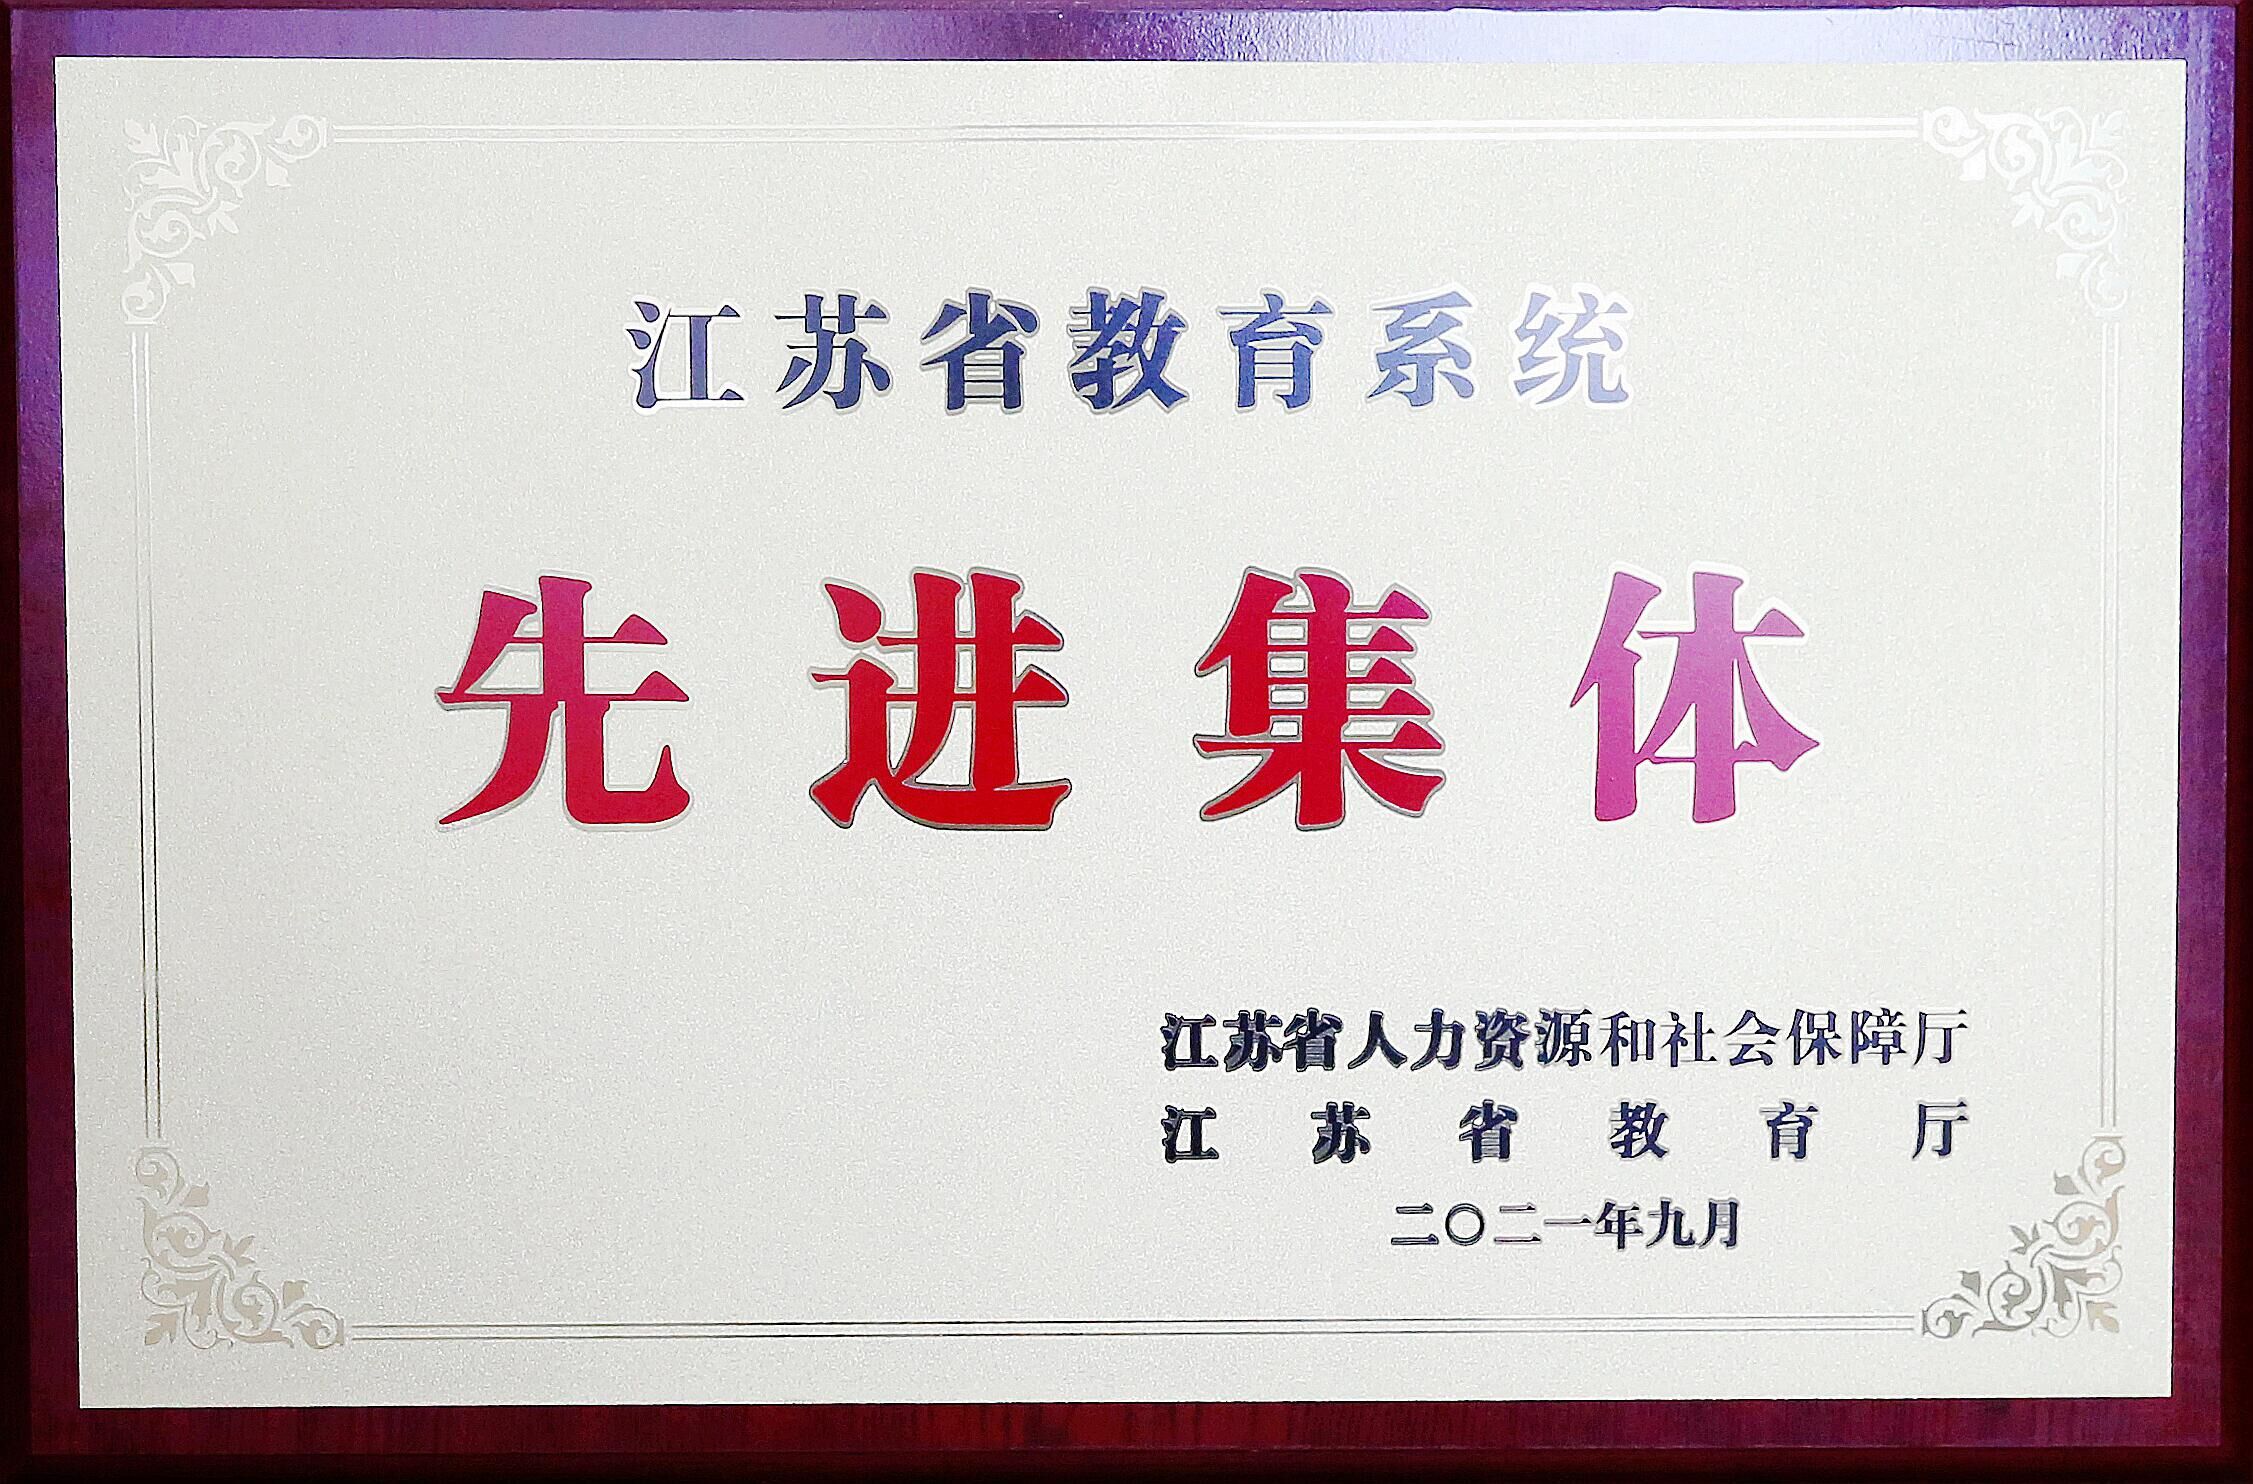 江苏省教育系统
先进集体
江苏省人力资源和社会保障厅
江苏省教育厅
二〇二一年九月